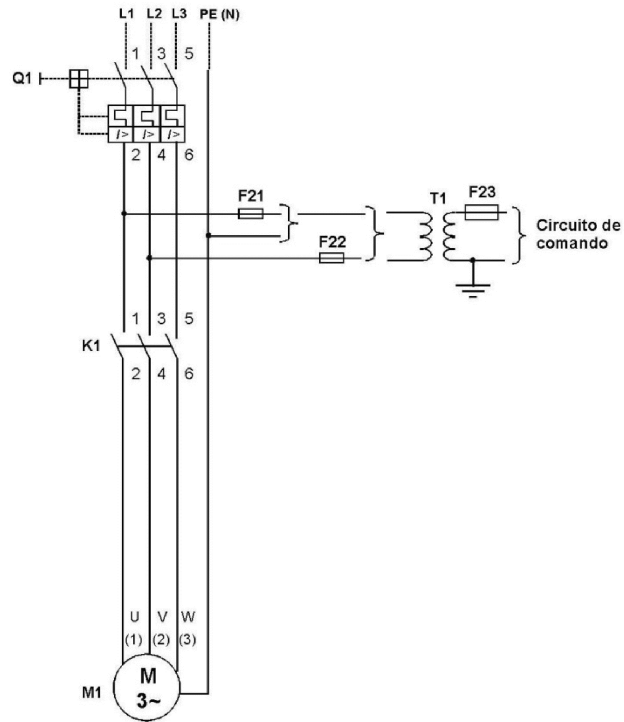 L1 L2 L3 PE (N)
1 3 5
Q1
I> I> I>
2 4 6
F21 T1 F23
Circuito de
comando
F22
1 3 5
K1
2 4 6
U V W
(1) (2) (3)
M
M1
3~